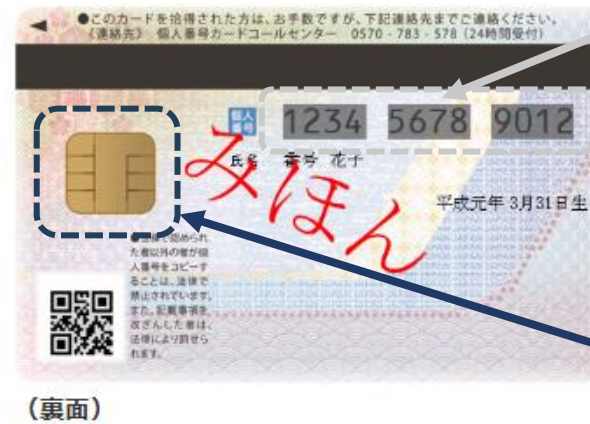 ●このカードを拾得された方は、お手数ですが、下記連絡先までご連絡ください。
《連絡先》 個人番号カードコールセンター 0570-783-578（24時間受付）
個人番号 1234 5678 9012
氏名 番号 花子
みほん
平成元年 3月31日生
●法律で認められ
た者以外の者が個
人番号をコピーす
ることは、法律で
禁止されています。
また、記載事項を
改ざんした者は、
法律により罰せら
れます。
（裏面）